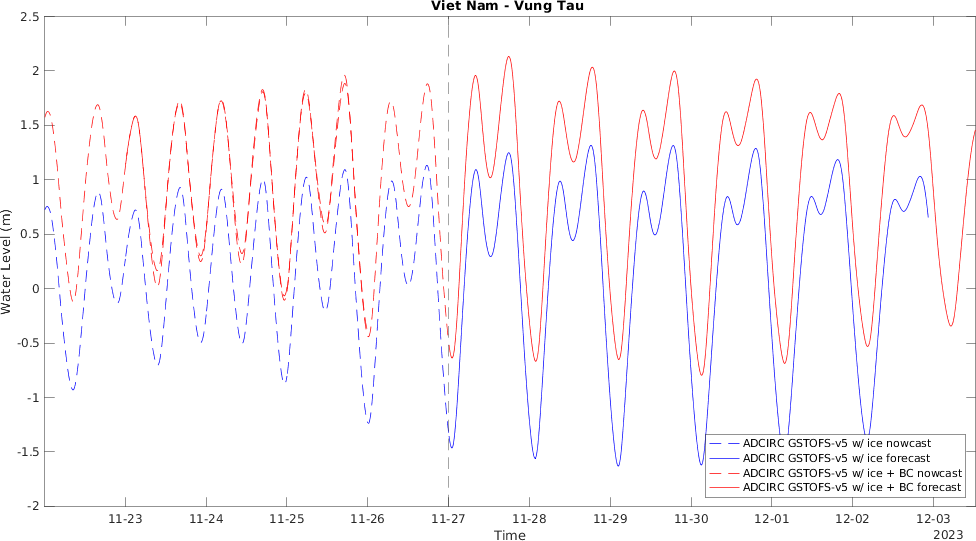 Viet Nam - Vung Tau
Water Level (m)
2.5
2
1.5
1
0.5
0
-0.5
-1
-1.5
-2
ADCIRC GSTOFS-v5 w/ ice nowcast
ADCIRC GSTOFS-v5 w/ ice forecast
ADCIRC GSTOFS-v5 w/ ice + BC nowcast
ADCIRC GSTOFS-v5 w/ ice + BC forecast
11-23 11-24 11-25 11-26 11-27 11-28 11-29 11-30 12-01 12-02 12-03
Time
2023